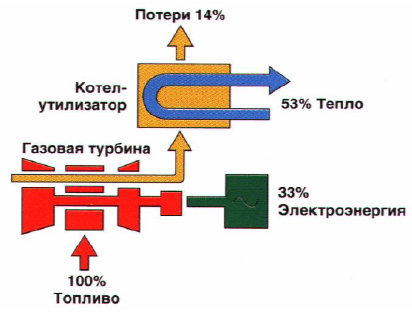 Потери 14%
Котел-
утилизатор
53% Тепло
Газовая турбина
33%
Электроэнергия
100%
Топливо